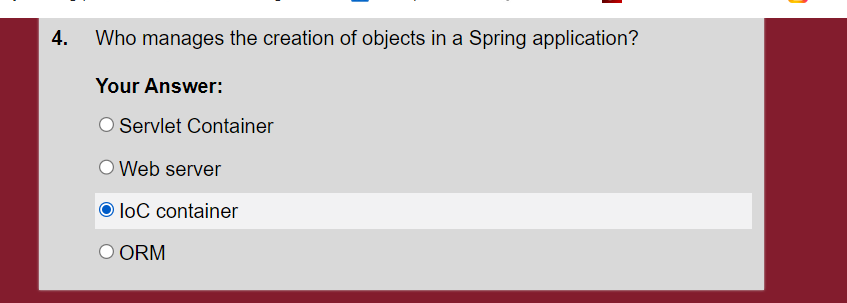 4. Who manages the creation of objects in a Spring application?
Your Answer:
Servlet Container
Web server
IoC container
ORM